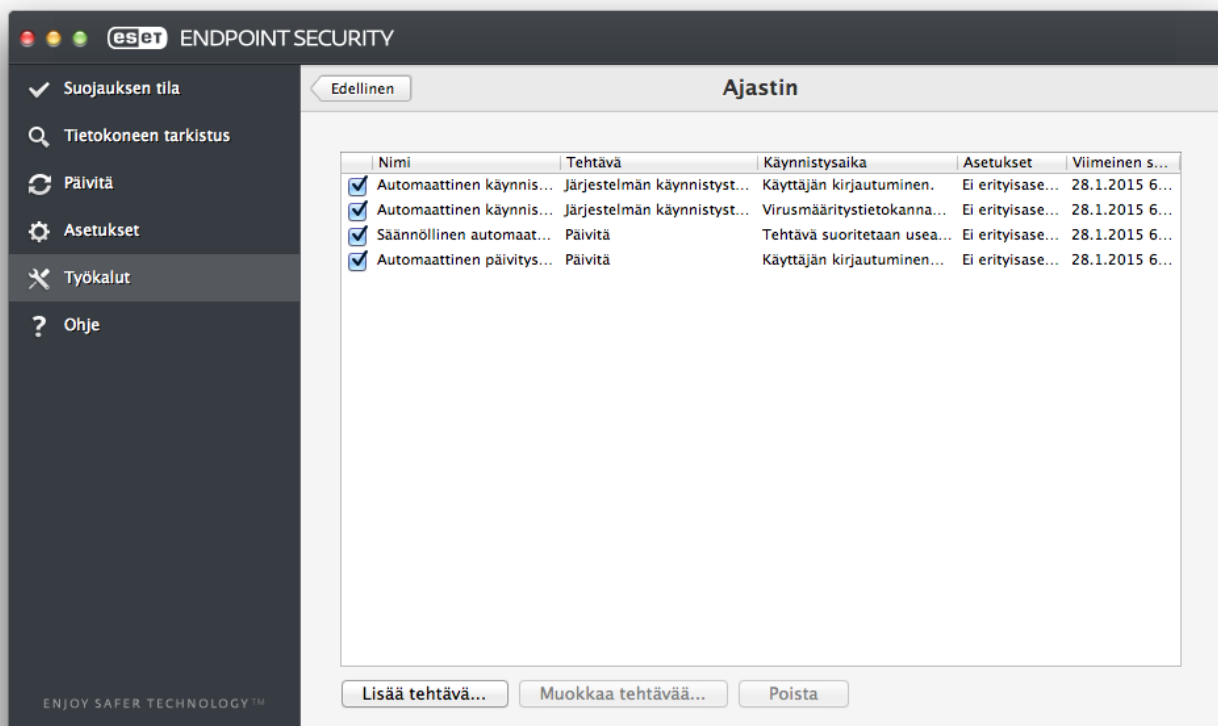 eset ENDPOINT SECURITY
Suojauksen tila
Tietokoneen tarkistus
Päivitä
Asetukset
Työkalut
Ohje
ENJOY SAFER TECHNOLOGY™
Edellinen
Ajastin
Nimi Tehtävä Käynnistysaika Asetukset Viimeinen s...
Automaattinen käynnis... Järjestelmän käynnistyst... Käyttäjän kirjautuminen. Ei erityisase... 28.1.2015 6...
Automaattinen käynnis... Järjestelmän käynnistyst... Virusmääritystietokanna... Ei erityisase... 28.1.2015 6...
Säännöllinen automaat... Päivitä Tehtävä suoritetaan usea... Ei erityisase... 28.1.2015 6...
Automaattinen päivitys... Päivitä Käyttäjän kirjautuminen... Ei erityisase... 28.1.2015 6...
Lisää tehtävä... Muokkaa tehtävää... Poista